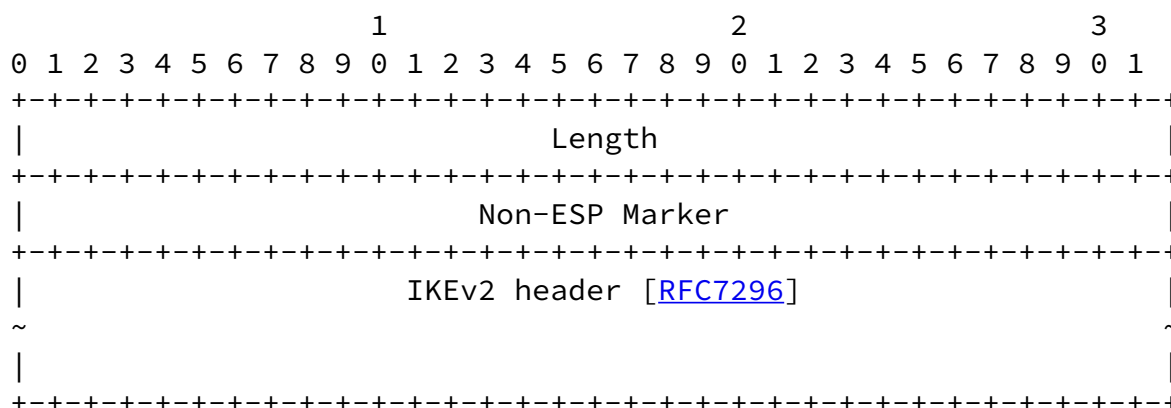 1                   2                   3
0 1 2 3 4 5 6 7 8 9 0 1 2 3 4 5 6 7 8 9 0 1 2 3 4 5 6 7 8 9 0 1
+-+-+-+-+-+-+-+-+-+-+-+-+-+-+-+-+-+-+-+-+-+-+-+-+-+-+-+-+-+-+-+-+
|                             Length                            |
+-+-+-+-+-+-+-+-+-+-+-+-+-+-+-+-+-+-+-+-+-+-+-+-+-+-+-+-+-+-+-+-+
|                         Non-ESP Marker                        |
+-+-+-+-+-+-+-+-+-+-+-+-+-+-+-+-+-+-+-+-+-+-+-+-+-+-+-+-+-+-+-+-+
|                     IKEv2 header [RFC7296]                    |
~                                                               ~
|                                                               |
+-+-+-+-+-+-+-+-+-+-+-+-+-+-+-+-+-+-+-+-+-+-+-+-+-+-+-+-+-+-+-+-+